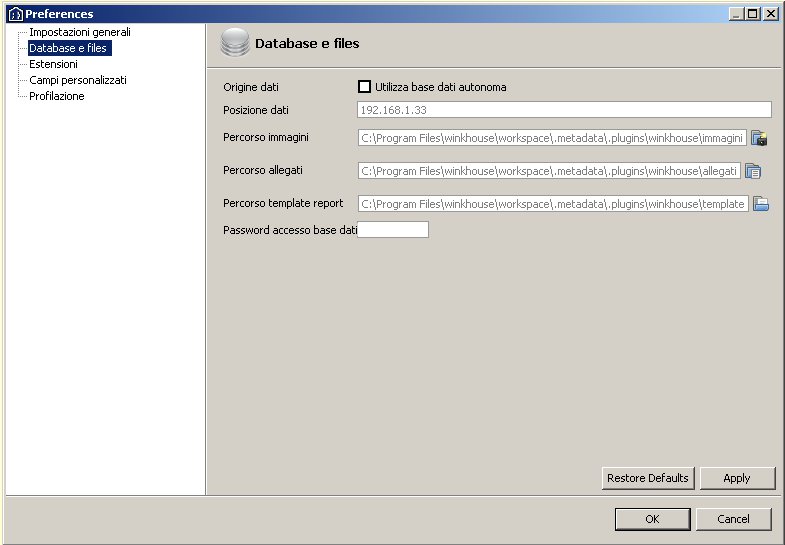 Preferences
Impostazioni generali
Database e files
Estensioni
Campi personalizzati
Profilazione
Database e files
Origine dati Utilizza base dati autonoma
Posizione dati 192.168.1.33
Percorso immagini C:\Program Files\winkhouse\workspace\.metadata\.plugins\winkhouse\immagini
Percorso allegati C:\Program Files\winkhouse\workspace\.metadata\.plugins\winkhouse\allegati
Percorso template report C:\Program Files\winkhouse\workspace\.metadata\.plugins\winkhouse\template
Password accesso base dati
Restore Defaults Apply
OK Cancel